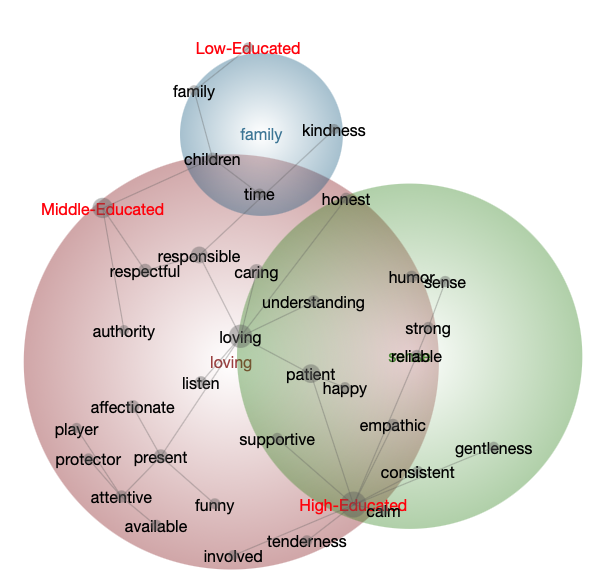 Low-Educated
family
kindness
family
children
time
honest
Middle-Educated
responsible
respectful
caring
humor
sense
understanding
authority
strong
loving
reliable
loving
patient
listen
happy
affectionate
player
empathic
supportive
gentleness
protector
present
consistent
attentive
funny
High-Educated
calm
available
tenderness
involved